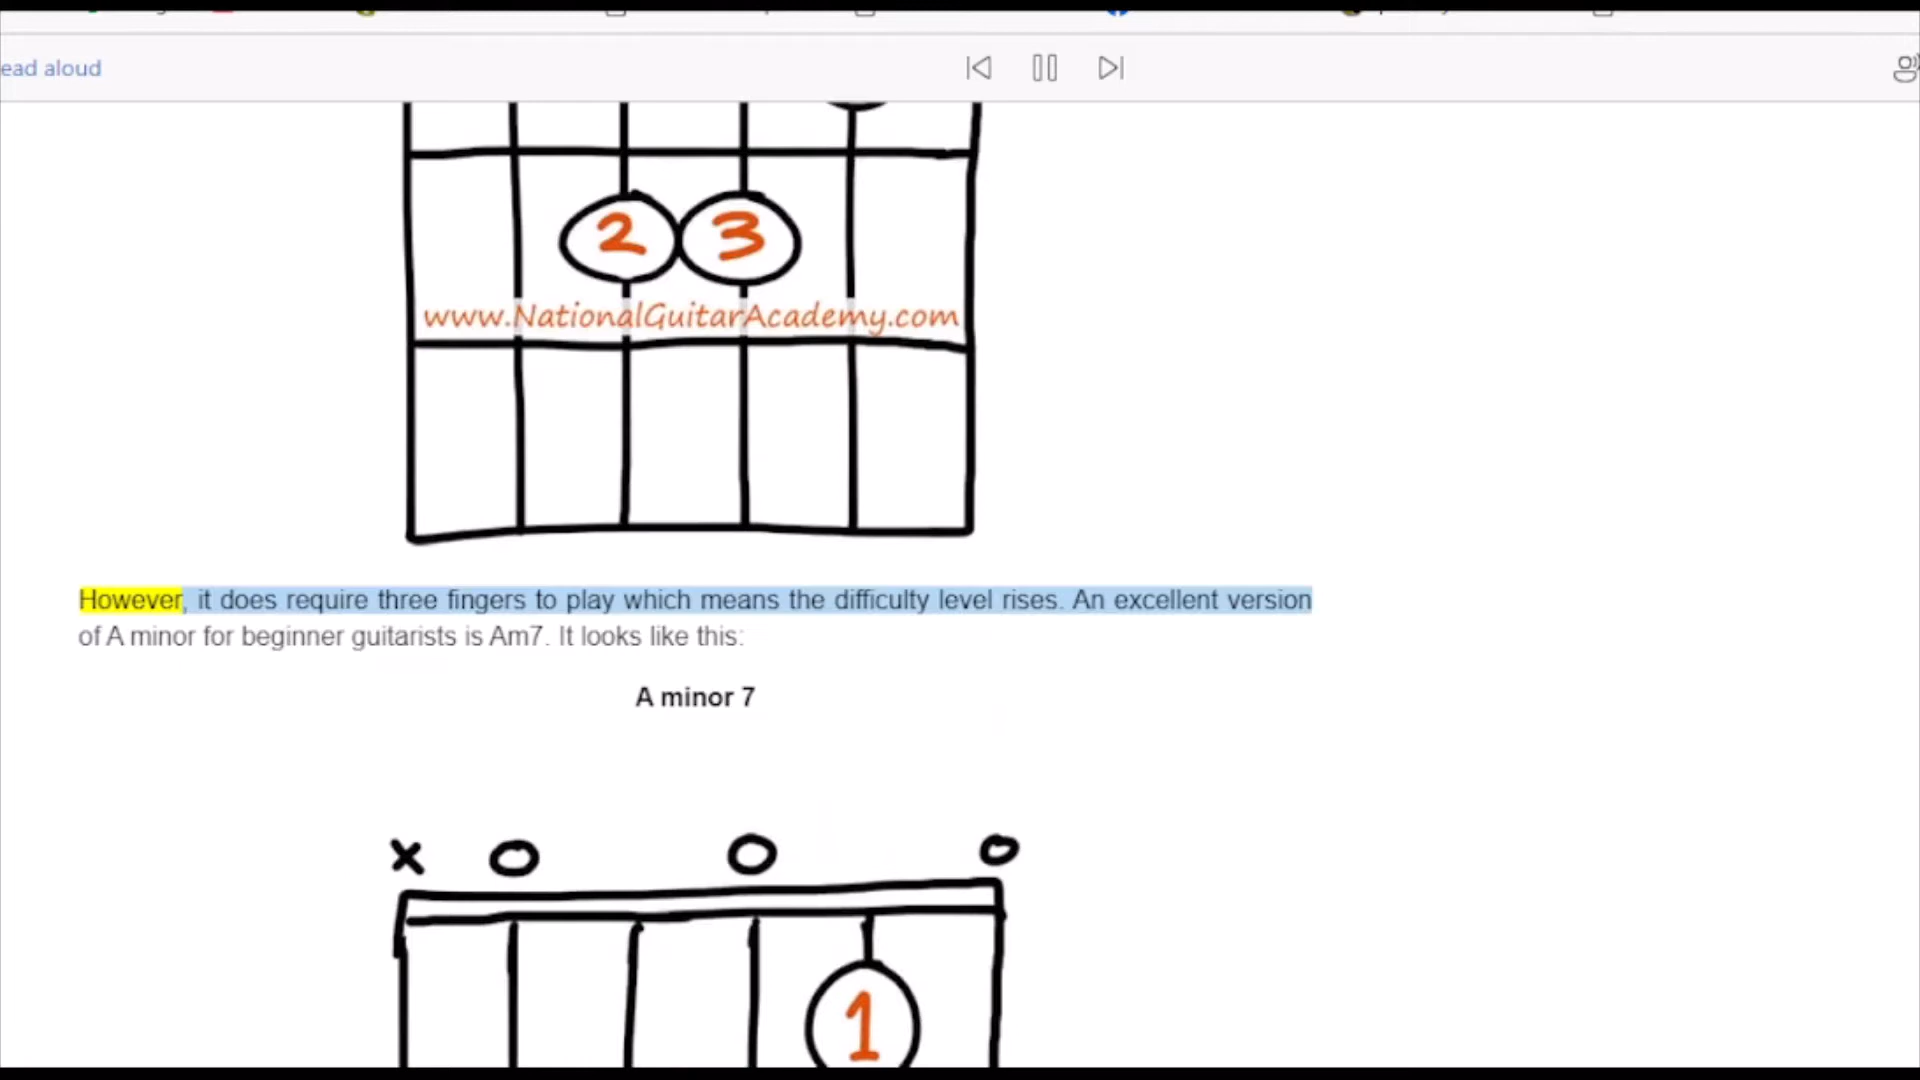 ead aloud
2 3
www.NationalGuitarAcademy.com
However, it does require three fingers to play which means the difficulty level rises. An excellent version
of A minor for beginner guitarists is Am7. It looks like this:
A minor 7
x o o o
1